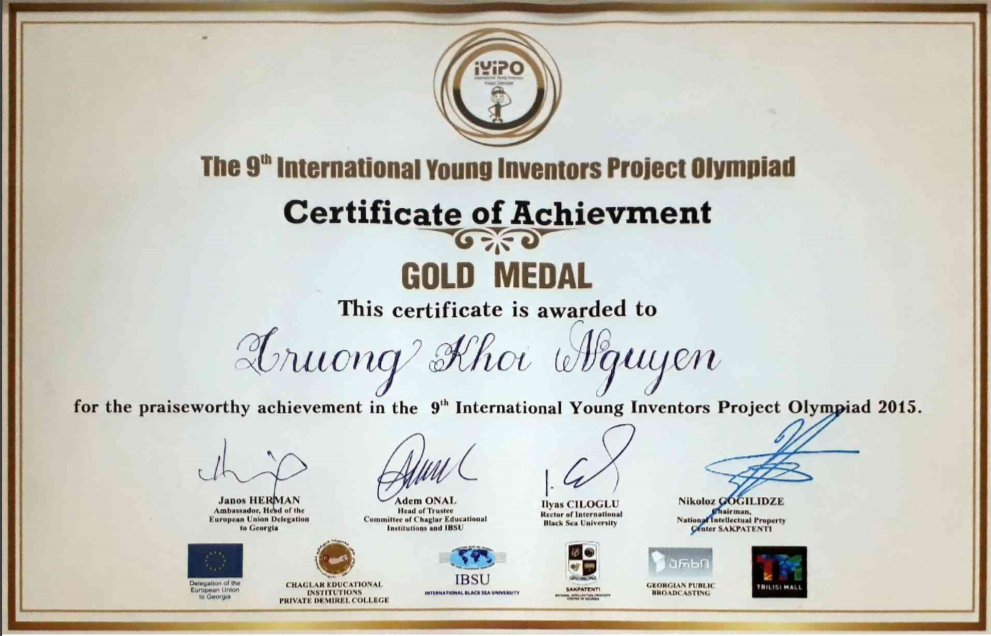 iYiPO
International Young Inventors
Project Olympiad
The 9th International Young Inventors Project Olympiad
Certificate of Achievment
GOLD MEDAL
This certificate is awarded to
Truong Khoi Nguyen
for the praiseworthy achievement in the 9th International Young Inventors Project Olympiad 2015.
Janos HERMAN
Ambassador, Head of the
European Union Delegation
to Georgia
Adem ONAL
Head of Trustee
Committee of Chaglar Educational
Institutions and IBSU
Ilyas CILOGLU
Rector of International
Black Sea University
Nikoloz GOGILIDZE
Chairman,
National Intellectual Property
Center SAKPATENTI
Delegation of the
European Union
to Georgia
CHAGLAR EDUCATIONAL
INSTITUTIONS
PRIVATE DEMIREL COLLEGE
IBSU
INTERNATIONAL BLACK SEA UNIVERSITY
SAKPATENTI
NATIONAL INTELLECTUAL PROPERTY
CENTER OF GEORGIA
GEORGIAN PUBLIC
BROADCASTING
TM
TBILISI MALL